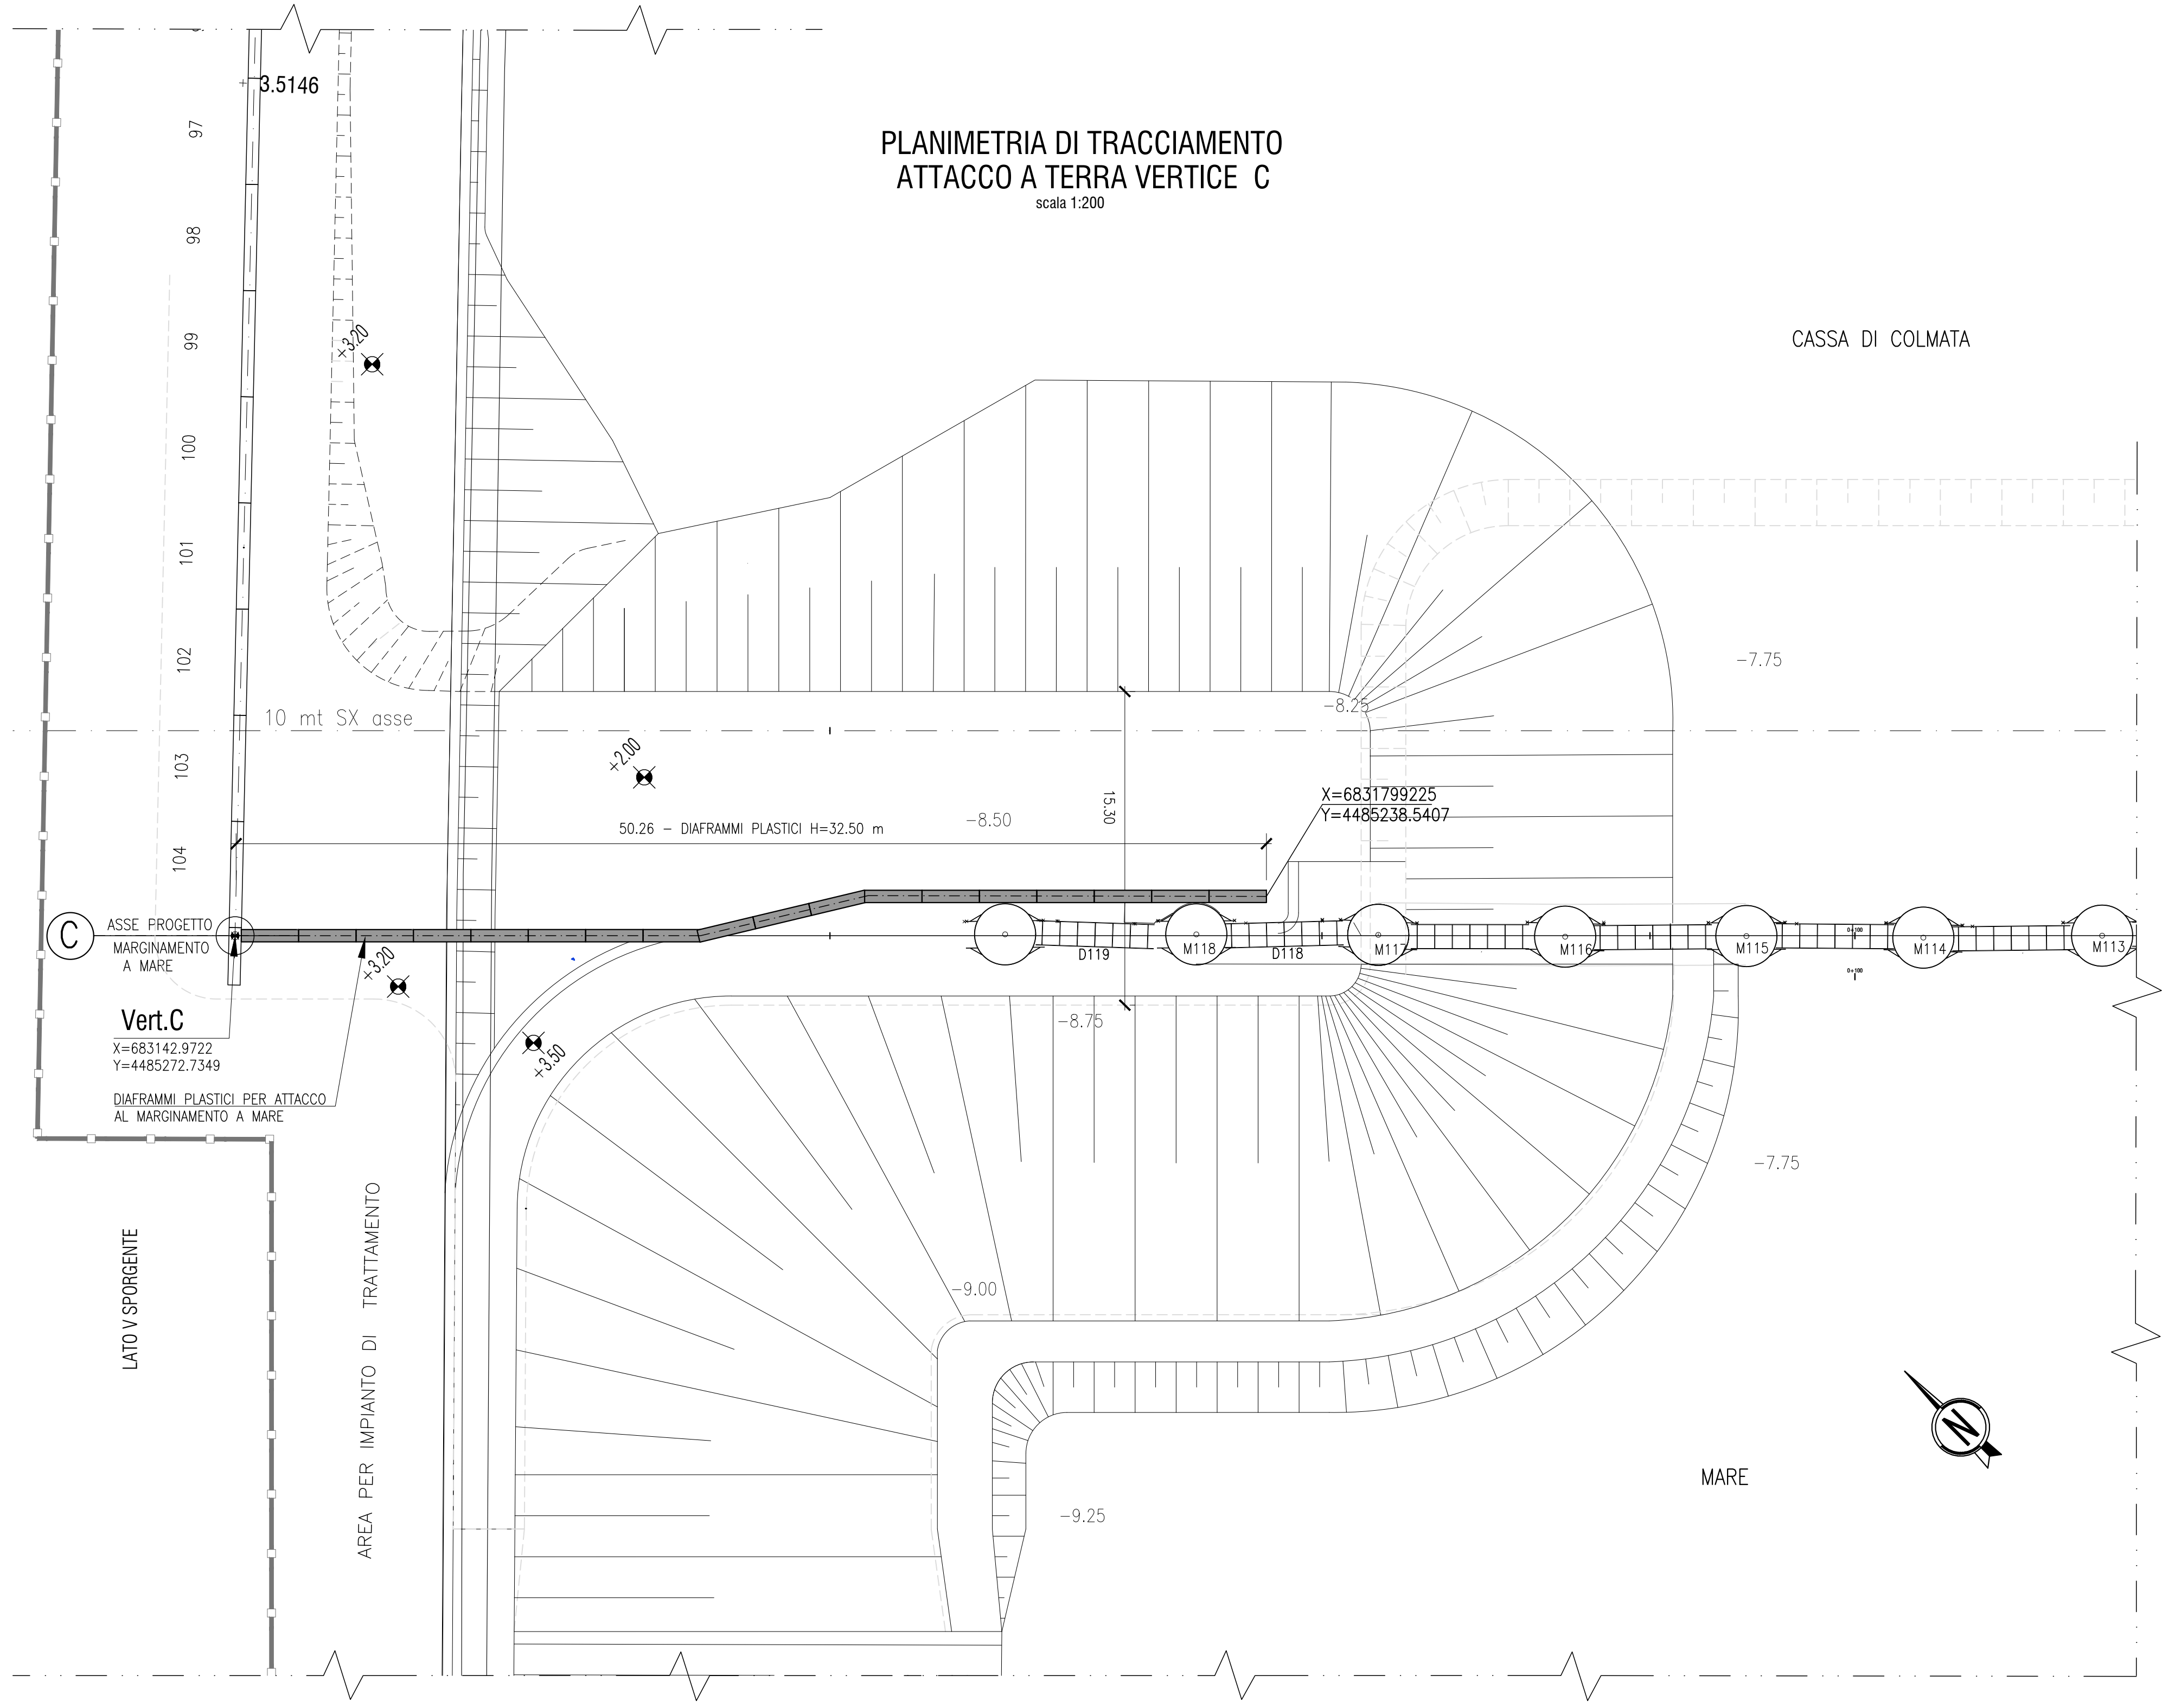 3.5146
97
98
99
100
101
102
103
104
PLANIMETRIA DI TRACCIAMENTO
ATTACCO A TERRA VERTICE C
scala 1:200
CASSA DI COLMATA
+3.20
-7.75
-8.25
10 mt SX asse
+2.00
15.30
X=6831799225
Y=4485238.5407
50.26 - DIAFRAMMI PLASTICI H=32.50 m
-8.50
C
ASSE PROGETTO
MARGINAMENTO
A MARE
D119
M118
D118
M117
M116
M115
0+100
0+100
M114
M113
+3.20
Vert.C
X=683142.9722
Y=4485272.7349
-8.75
+3.50
DIAFRAMMI PLASTICI PER ATTACCO
AL MARGINAMENTO A MARE
-7.75
LATO V SPORGENTE
AREA PER IMPIANTO DI TRATTAMENTO
-9.00
N
MARE
-9.25